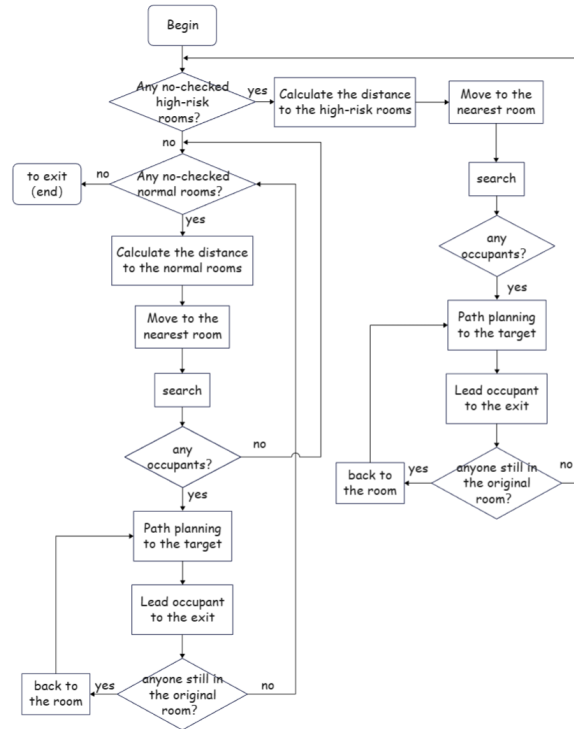 Begin
Any no-checked
high-risk
rooms?
yes
Calculate the distance
to the high-risk rooms
Move to the
nearest room
search
any
occupants?
yes
Path planning
to the target
Lead occupant
to the exit
anyone still in
the original
room?
no
yes
back to
the room
no
Any no-checked
normal rooms?
no
to exit
(end)
yes
Calculate the distance
to the normal rooms
Move to the
nearest room
search
any
occupants?
no
yes
Path planning
to the target
Lead occupant
to the exit
anyone still in
the original
room?
no
yes
back to
the room